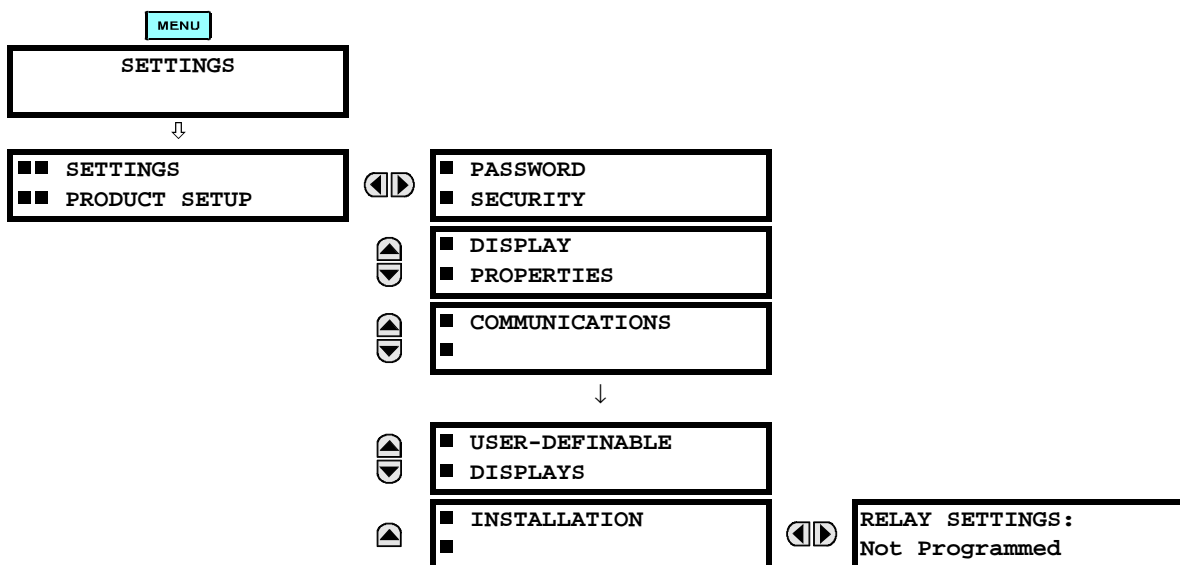 MENU
SETTINGS
SETTINGS
PRODUCT SETUP
PASSWORD
SECURITY
DISPLAY
PROPERTIES
COMMUNICATIONS
USER-DEFINABLE
DISPLAYS
INSTALLATION
RELAY SETTINGS:
Not Programmed